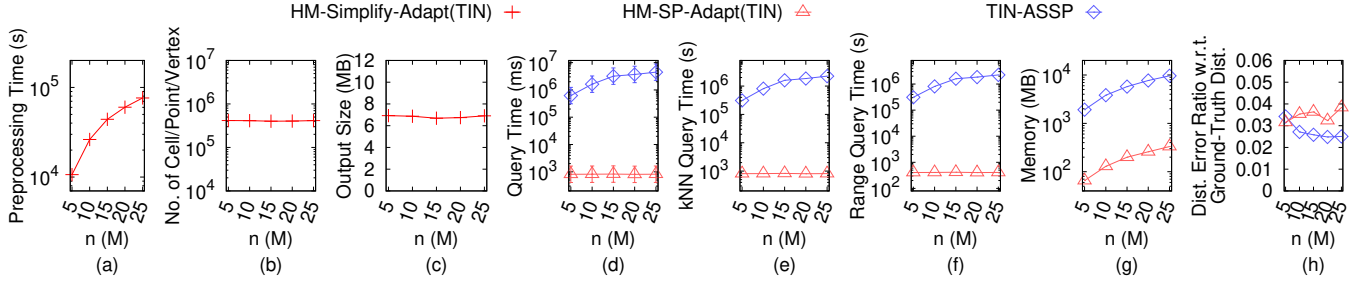 HM-Simplify-Adapt(TIN) HM-SP-Adapt(TIN) TIN-ASSP
Preprocessing Time (s)
10^5
10^4
5 10 15 20 25
n (M)
(a)
No. of Cell/Point/Vertex
10^7
10^6
10^5
10^4
5 10 15 20 25
n (M)
(b)
Output Size (MB)
12
10
8
6
4
2
0
5 10 15 20 25
n (M)
(c)
Query Time (ms)
10^7
10^6
10^5
10^4
10^3
5 10 15 20 25
n (M)
(d)
kNN Query Time (s)
10^6
10^5
10^4
10^3
5 10 15 20 25
n (M)
(e)
Range Query Time (s)
10^6
10^5
10^4
10^3
10^2
5 10 15 20 25
n (M)
(f)
Memory (MB)
10^4
10^3
10^2
5 10 15 20 25
n (M)
(g)
Dist. Error Ratio w.r.t.
Ground-Truth Dist.
0.06
0.05
0.04
0.03
0.02
0.01
0
5 10 15 20 25
n (M)
(h)